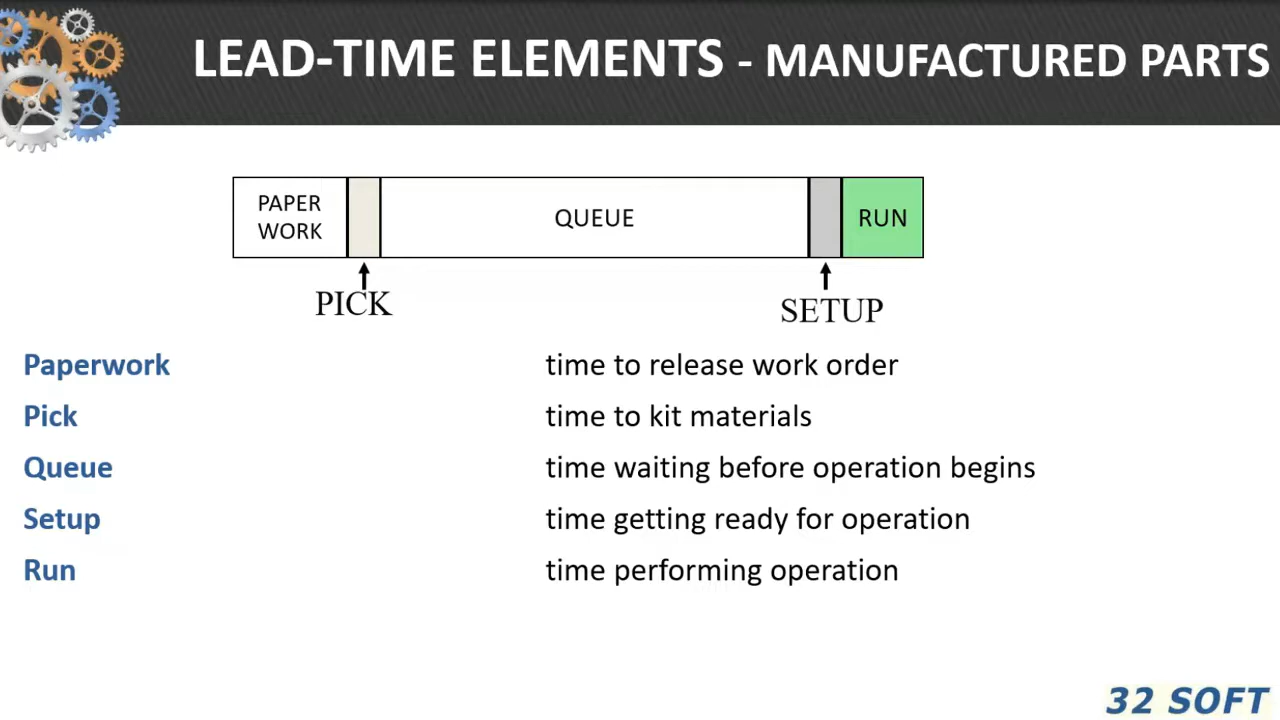 LEAD-TIME ELEMENTS - MANUFACTURED PARTS
PAPER
WORK
QUEUE
RUN
PICK
SETUP
Paperwork time to release work order
Pick time to kit materials
Queue time waiting before operation begins
Setup time getting ready for operation
Run time performing operation
32 SOFT